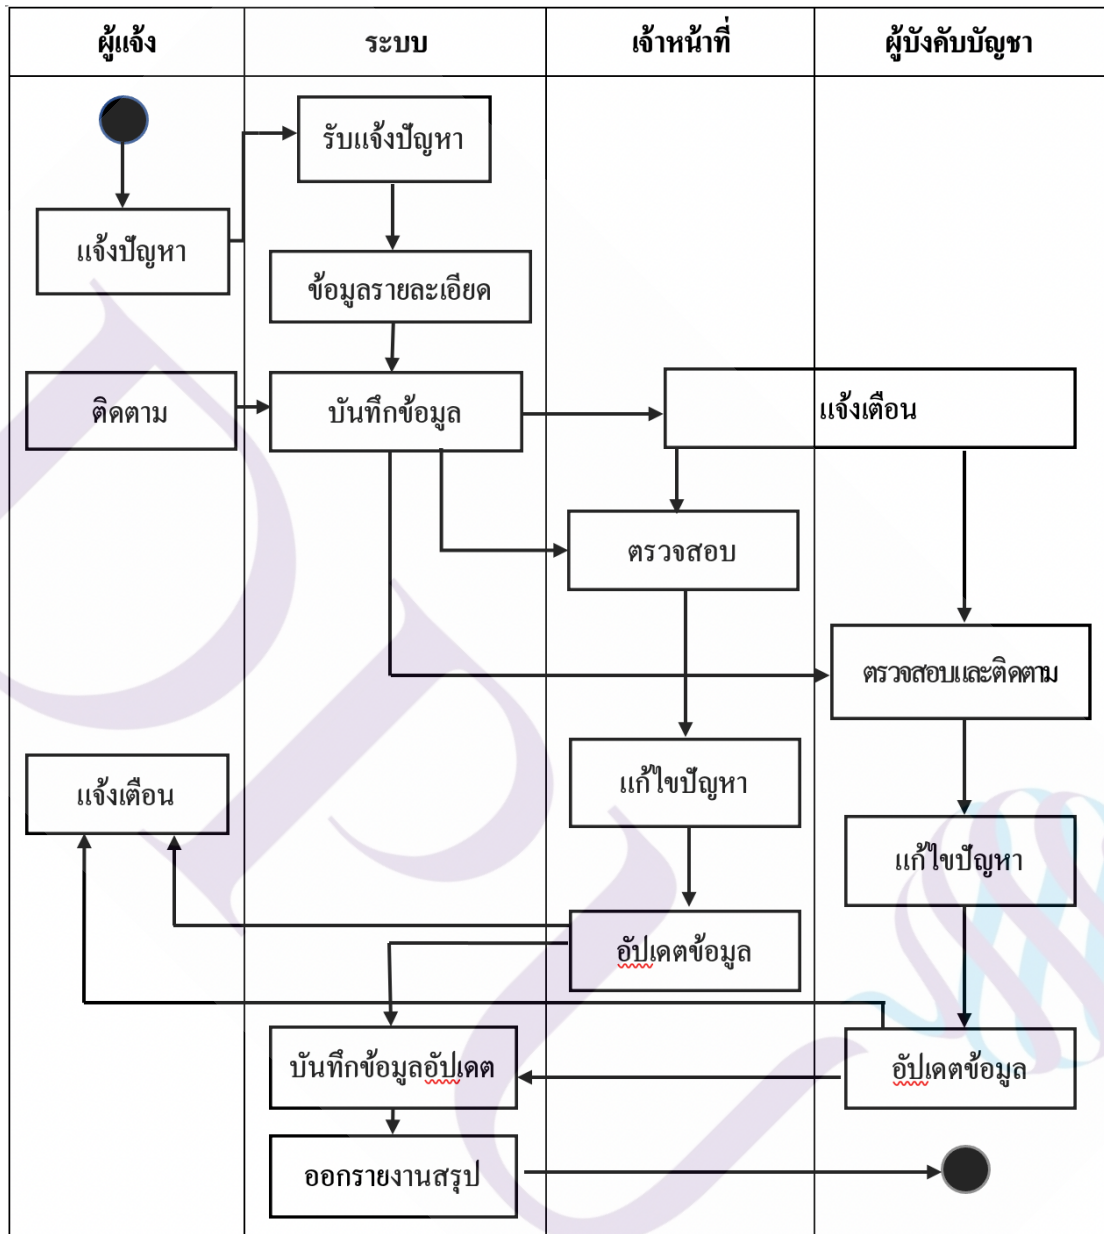 ผู้แจ้ง ระบบ เจ้าหน้าที่ ผู้บังคับบัญชา
รับแจ้งปัญหา
แจ้งปัญหา
ข้อมูลรายละเอียด
ติดตาม บันทึกข้อมูล แจ้งเตือน
ตรวจสอบ
ตรวจสอบและติดตาม
แจ้งเตือน แก้ไขปัญหา
แก้ไขปัญหา
อัปเดตข้อมูล
บันทึกข้อมูลอัปเดต อัปเดตข้อมูล
ออกรายงานสรุป